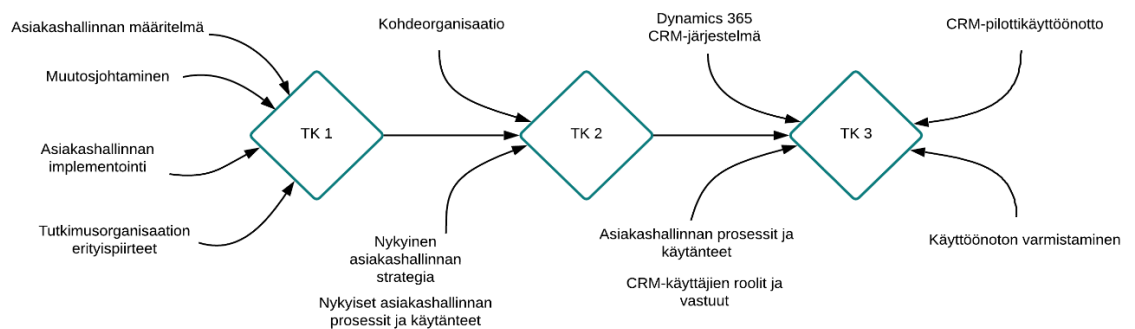 Asiakashallinnan määritelmä
Muutosjohtaminen
Asiakashallinnan
implementointi
Tutkimusorganisaation
erityispiirteet
TK 1
Kohdeorganisaatio
TK 2
Nykyinen
asiakashallinnan
strategia
Nykyiset asiakashallinnan
prosessit ja käytänteet
Dynamics 365
CRM-järjestelmä
TK 3
Asiakashallinnan prosessit ja
käytänteet
CRM-käyttäjien roolit ja
vastuut
CRM-pilottikäyttöönotto
Käyttöönoton varmistaminen